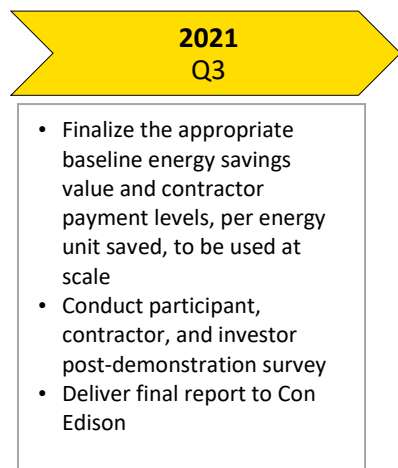 2021
Q3
• Finalize the appropriate
baseline energy savings
value and contractor
payment levels, per energy
unit saved, to be used at
scale
• Conduct participant,
contractor, and investor
post-demonstration survey
• Deliver final report to Con
Edison